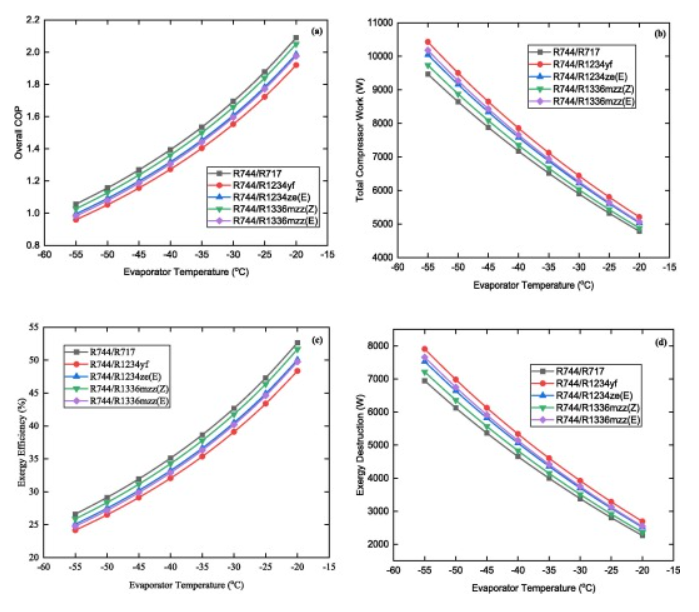 (a)
2.2
2.0
1.8
1.6
1.4
1.2
1.0
0.8
Overall COP
R744/R717
R744/R1234yf
R744/R1234ze(E)
R744/R1336mzz(Z)
R744/R1336mzz(E)
-60 -55 -50 -45 -40 -35 -30 -25 -20 -15
Evaporator Temperature (ºC)
(b)
11000
10000
9000
8000
7000
6000
5000
4000
Total Compressor Work (W)
R744/R717
R744/R1234yf
R744/R1234ze(E)
R744/R1336mzz(Z)
R744/R1336mzz(E)
-60 -55 -50 -45 -40 -35 -30 -25 -20 -15
Evaporator Temperature (ºC)
(c)
55
50
45
40
35
30
25
20
Exergy Efficiency (%)
R744/R717
R744/R1234yf
R744/R1234ze(E)
R744/R1336mzz(Z)
R744/R1336mzz(E)
-60 -55 -50 -45 -40 -35 -30 -25 -20 -15
Evaporator Temperature (ºC)
(d)
8000
7000
6000
5000
4000
3000
2000
Exergy Destruction (W)
R744/R717
R744/R1234yf
R744/R1234ze(E)
R744/R1336mzz(Z)
R744/R1336mzz(E)
-60 -55 -50 -45 -40 -35 -30 -25 -20 -15
Evaporator Temperature (ºC)